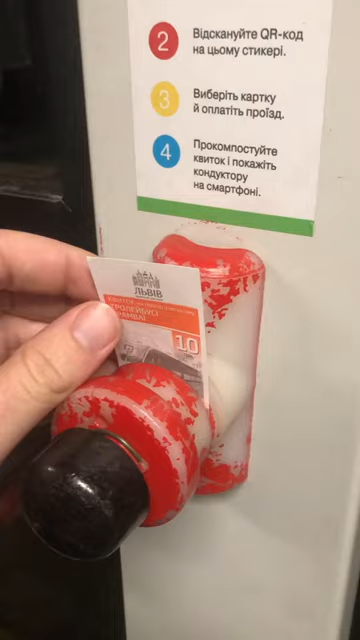 2
Відскануйте QR-код
на цьому стикері.
3
Виберіть картку
й оплатіть проїзд.
4
Прокомпостуйте
квиток і покажіть
кондуктору
на смартфоні.
ЛЬВІВ
КВИТОК
10